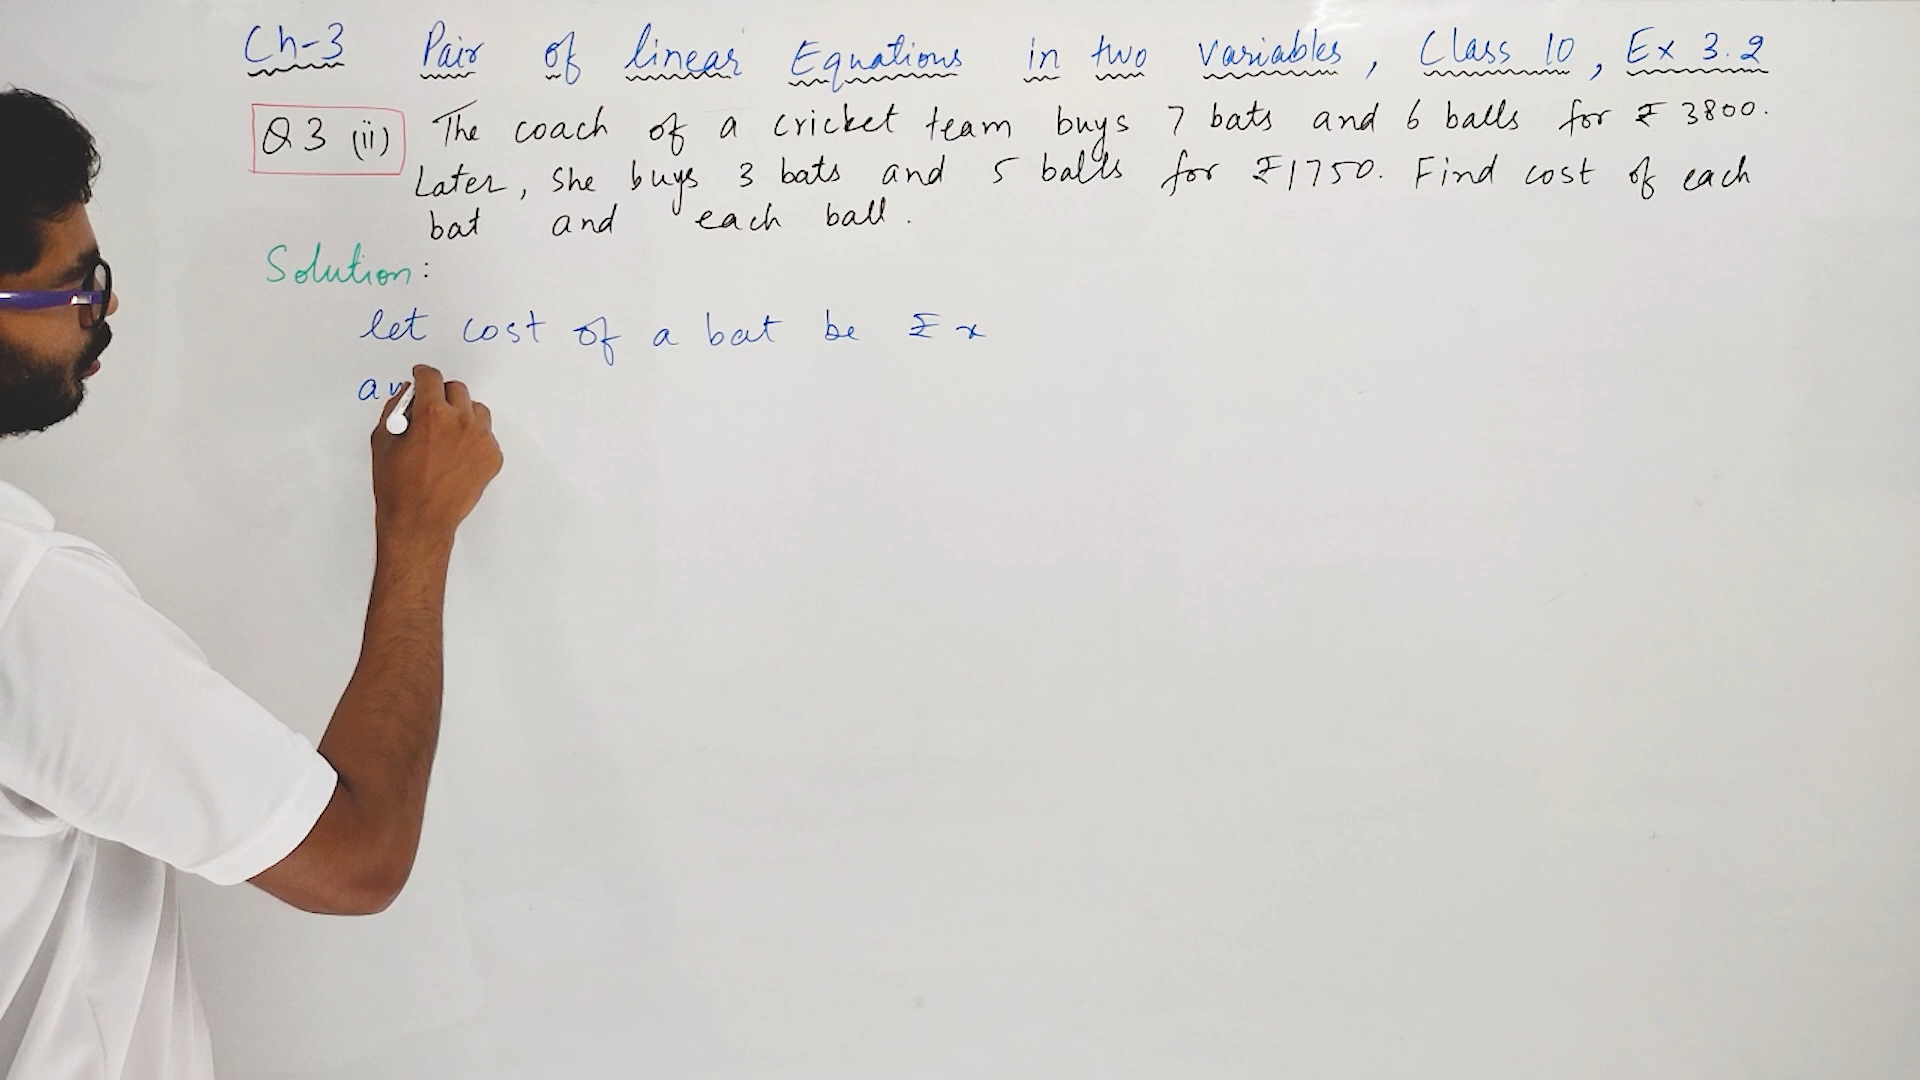 Ch-3 Pair of linear Equations in two variables, Class 10, Ex 3.2
Q3 (ii) The coach of a cricket team buys 7 bats and 6 balls for ₹ 3800.
Later, she buys 3 bats and 5 balls for ₹1750. Find cost of each
bat and each ball.
Solution:
let cost of a bat be ₹ x